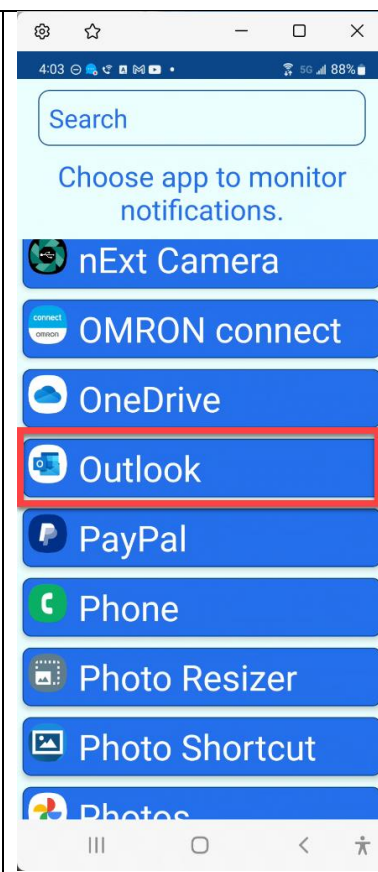 4:03
5G 88%
Search
Choose app to monitor
notifications.
nExt Camera
connect
OMRON
OMRON connect
OneDrive
Outlook
PayPal
Phone
Photo Resizer
Photo Shortcut
Photos